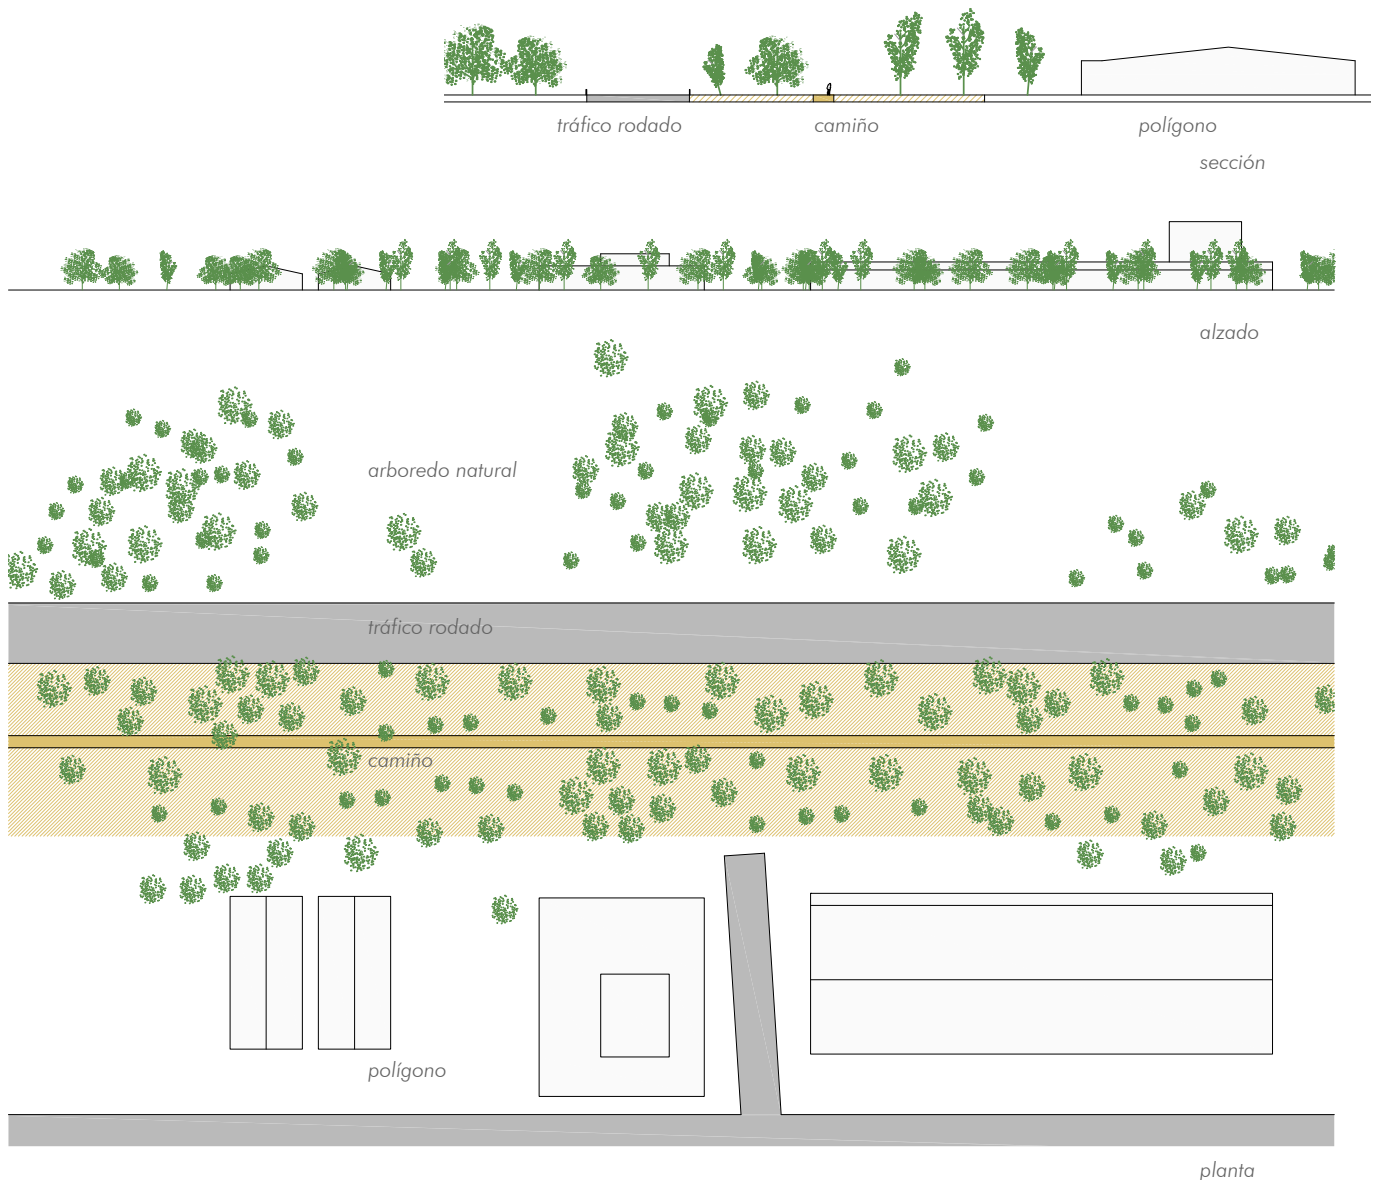 tráfico rodado
camiño
polígono
sección
alzado
arboredo natural
tráfico rodado
camiño
polígono
planta